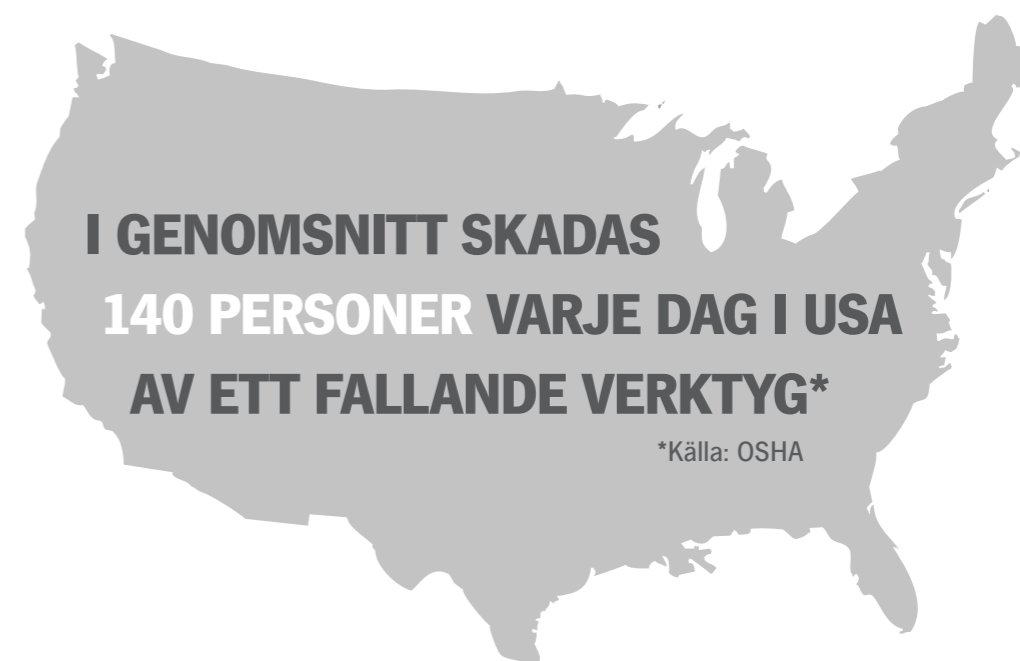 I GENOMSNITT SKADAS
140 PERSONER VARJE DAG I USA
AV ETT FALLANDE VERKTYG*
*Källa: OSHA